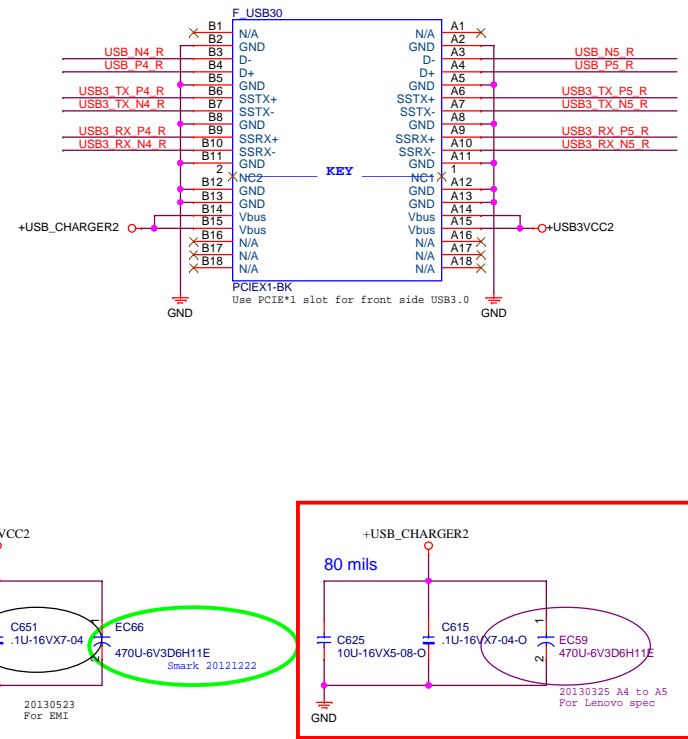 F_USB30
B1 N/A N/A A1
B2 GND GND A2
USB_N4_R B3 D- D- A3 USB_N5_R
USB_P4_R B4 D+ D+ A4 USB_P5_R
B5 GND GND A5
USB3_TX_P4_R B6 SSTX+ SSTX+ A6 USB3_TX_P5_R
USB3_TX_N4_R B7 SSTX- SSTX- A7 USB3_TX_N5_R
B8 GND GND A8
USB3_RX_P4_R B9 SSRX+ SSRX+ A9 USB3_RX_P5_R
USB3_RX_N4_R B10 SSRX- SSRX- A10 USB3_RX_N5_R
B11 GND GND A11
2 NC2 KEY NC1 1
B12 GND GND A12
B13 GND GND A13
B14 Vbus Vbus A14
+USB_CHARGER2 B15 Vbus Vbus A15 +USB3VCC2
B16 N/A N/A A16
B17 N/A N/A A17
B18 N/A N/A A18
PCIEX1-BK
Use PCIE*1 slot for front side USB3.0
GND GND
VCC2
C651
.1U-16VX7-04
1
EC66
470U-6V3D6H11E
2
Smark 20121222
20130523
For EMI
+USB_CHARGER2
80 mils
C625
10U-16VX5-08-O
C615
.1U-16VX7-04-O
1
EC59
470U-6V3D6H11E
2
20130325 A4 to A5
For Lenovo spec
GND